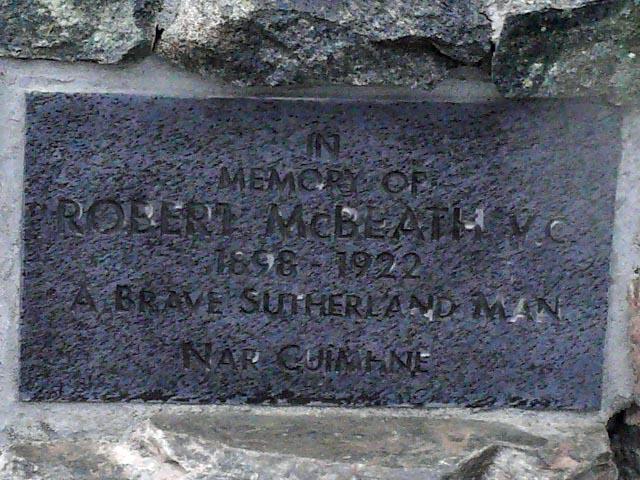 IN
MEMORY OF
ROBERT MCBEATH V.C
1898 - 1922
A BRAVE SUTHERLAND MAN
NAR CUIMHNE